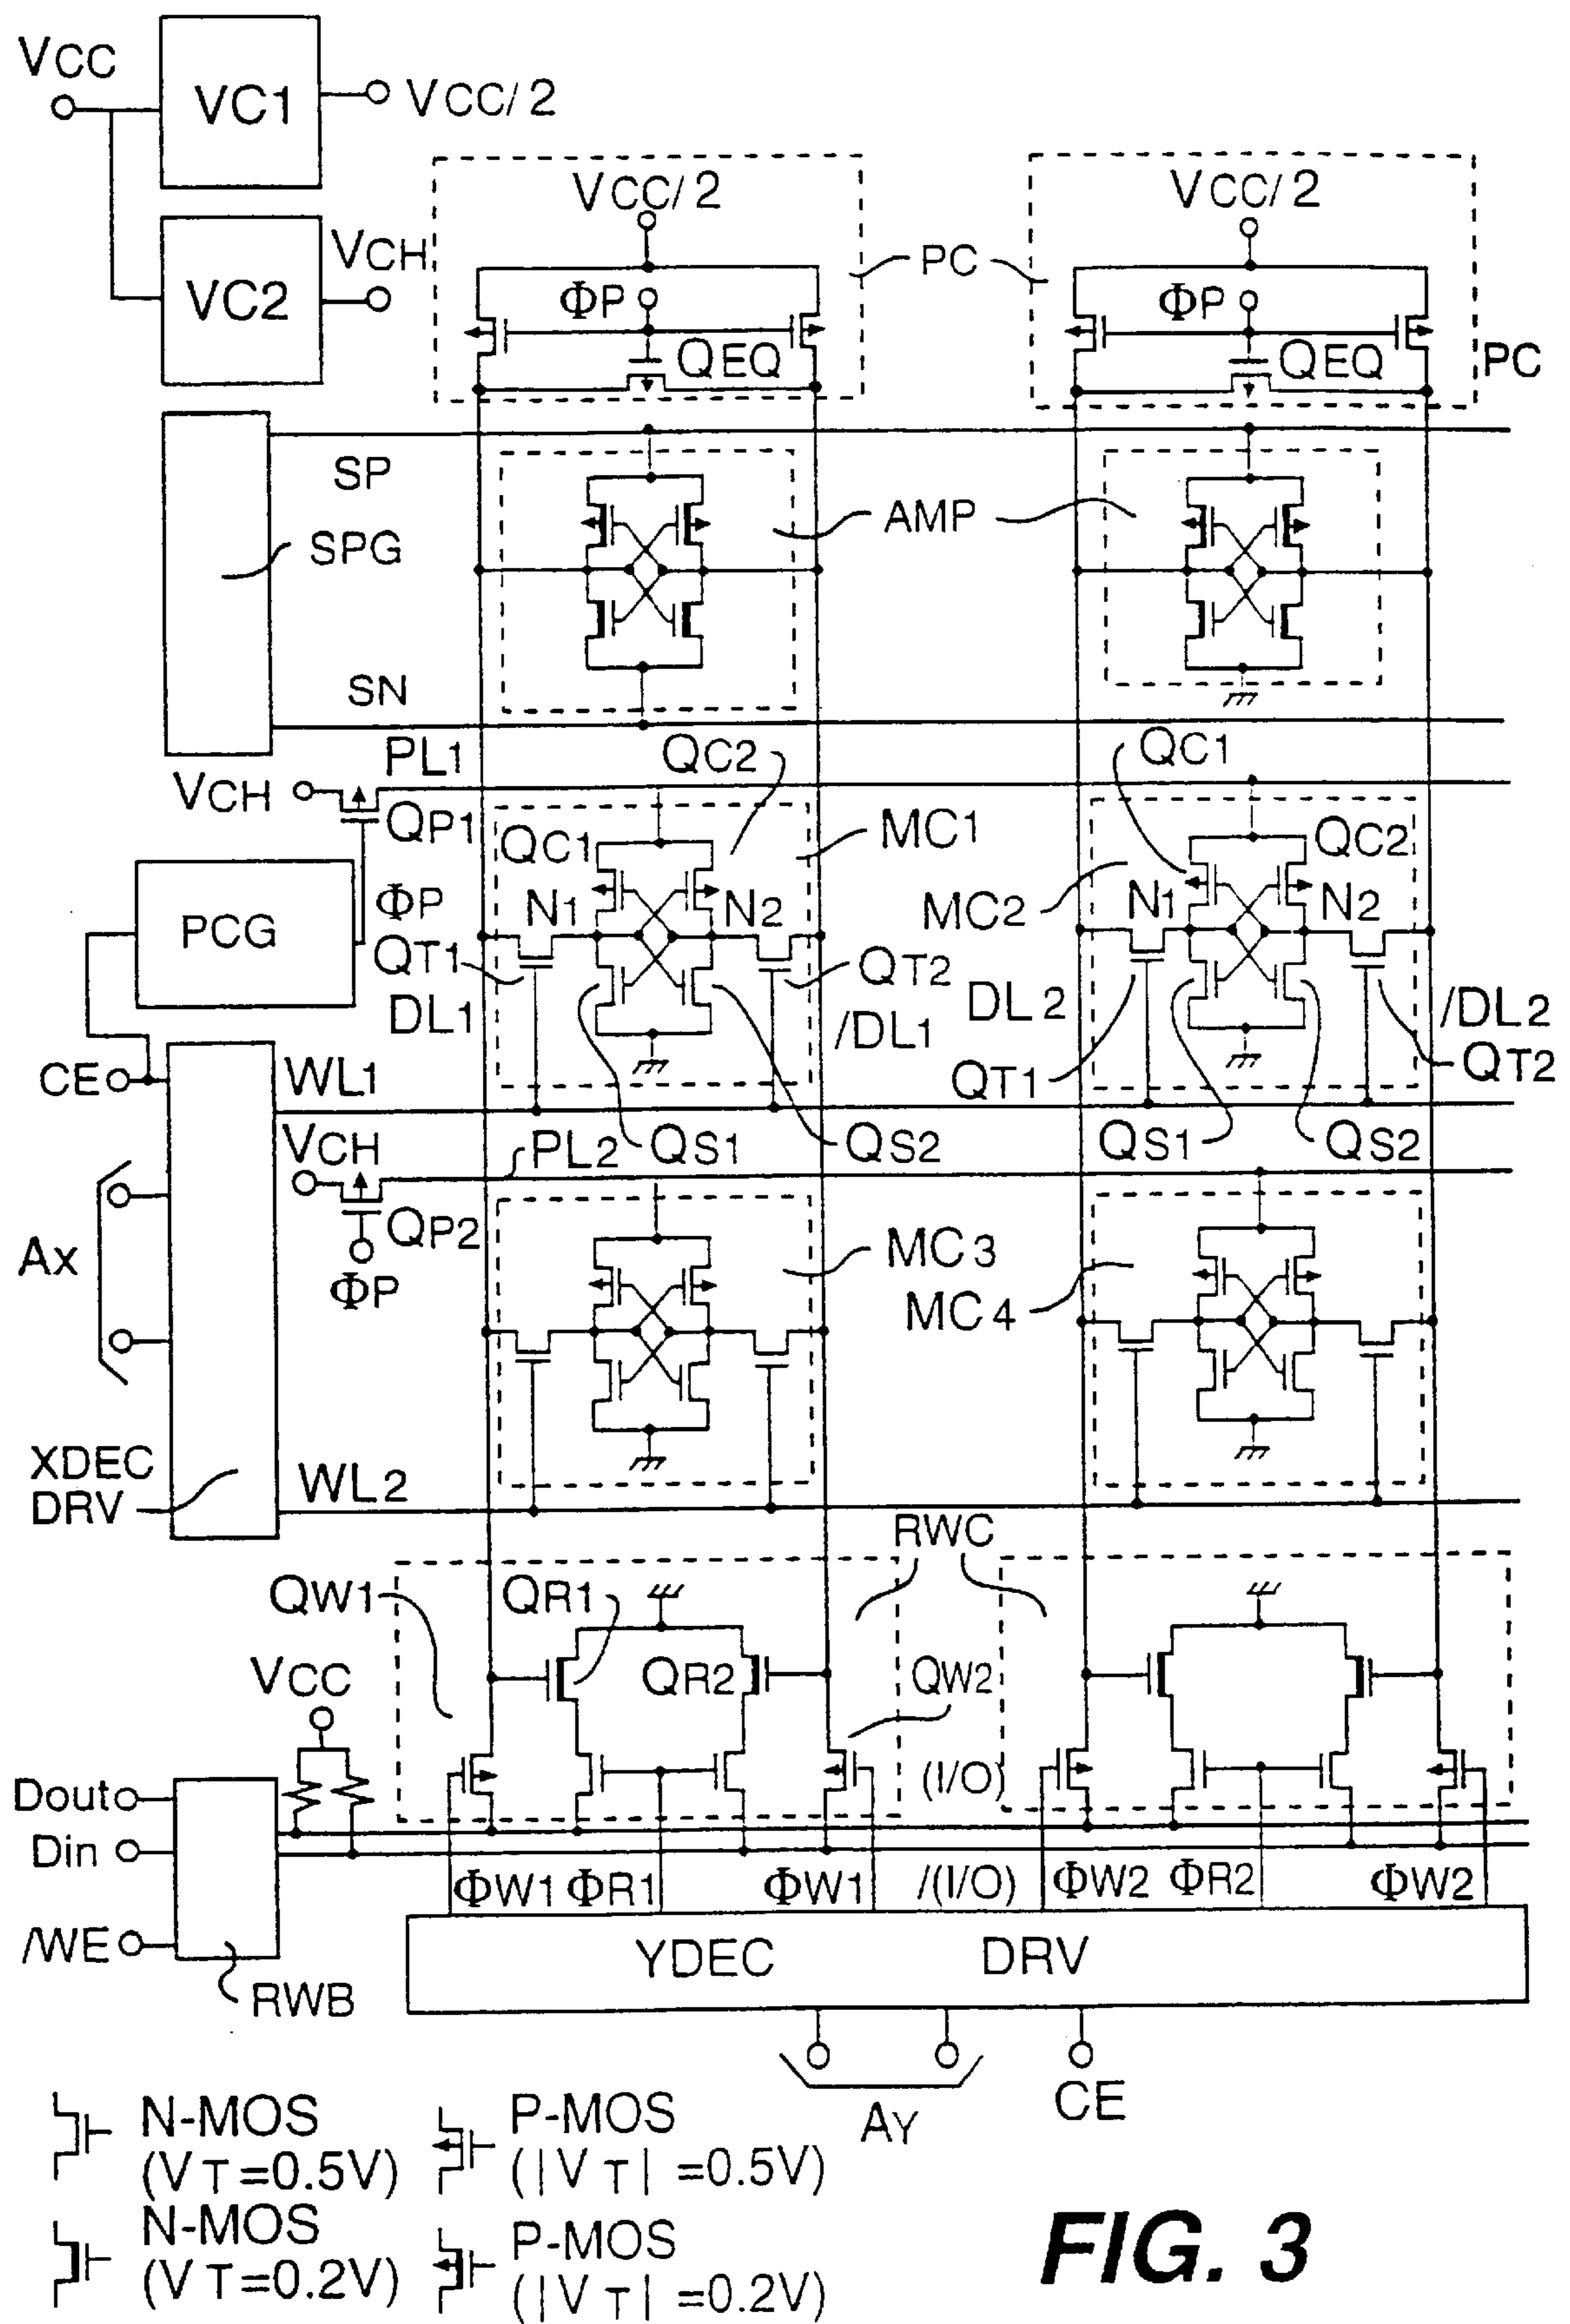 VCC
VC1
VCC/2
VC2
VCH
VCC/2
VCC/2
PC
ΦP
ΦP
QEQ
QEQ
PC
SP
SPG
AMP
SN
PL1
QC2
QC1
VCH
QP1
QC1
MC1
QC2
PCG
ΦP
N1
N2
MC2
N1
N2
QT1
QT2
DL1
/DL1
DL2
/DL2
CE
WL1
QT1
QT2
VCH
PL2
QS1
QS2
QS1
QS2
AX
QP2
ΦP
MC3
MC4
XDEC
DRV
WL2
RWC
QW1
QR1
VCC
QR2
QW2
Dout
(I/O)
Din
ΦW1
ΦR1
ΦW1
/(I/O)
ΦW2
ΦR2
ΦW2
/WE
YDEC
DRV
RWB
AY
CE
N-MOS
(VT=0.5V)
P-MOS
(|VT|=0.5V)
N-MOS
(VT=0.2V)
P-MOS
(|VT|=0.2V)
FIG. 3